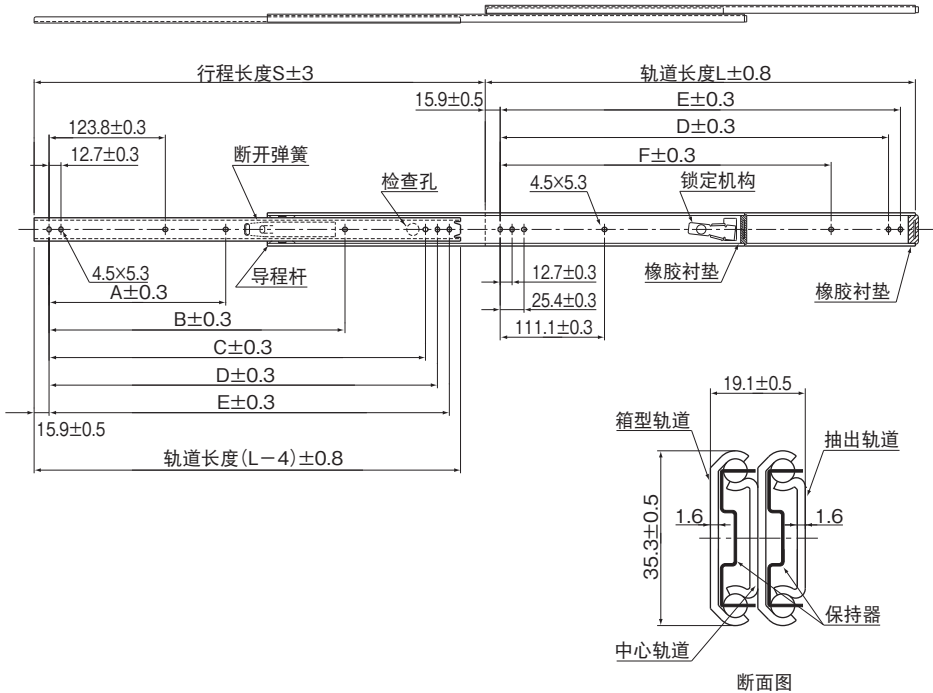 行程长度S±3
轨道长度L±0.8
15.9±0.5
E±0.3
D±0.3
123.8±0.3
F±0.3
12.7±0.3
断开弹簧
检查孔
4.5×5.3
锁定机构
4.5×5.3
导程杆
12.7±0.3
橡胶衬垫
橡胶衬垫
A±0.3
25.4±0.3
B±0.3
111.1±0.3
C±0.3
D±0.3
E±0.3
15.9±0.5
轨道长度(L-4)±0.8
19.1±0.5
箱型轨道
抽出轨道
35.3±0.5
1.6
1.6
保持器
中心轨道
断面图